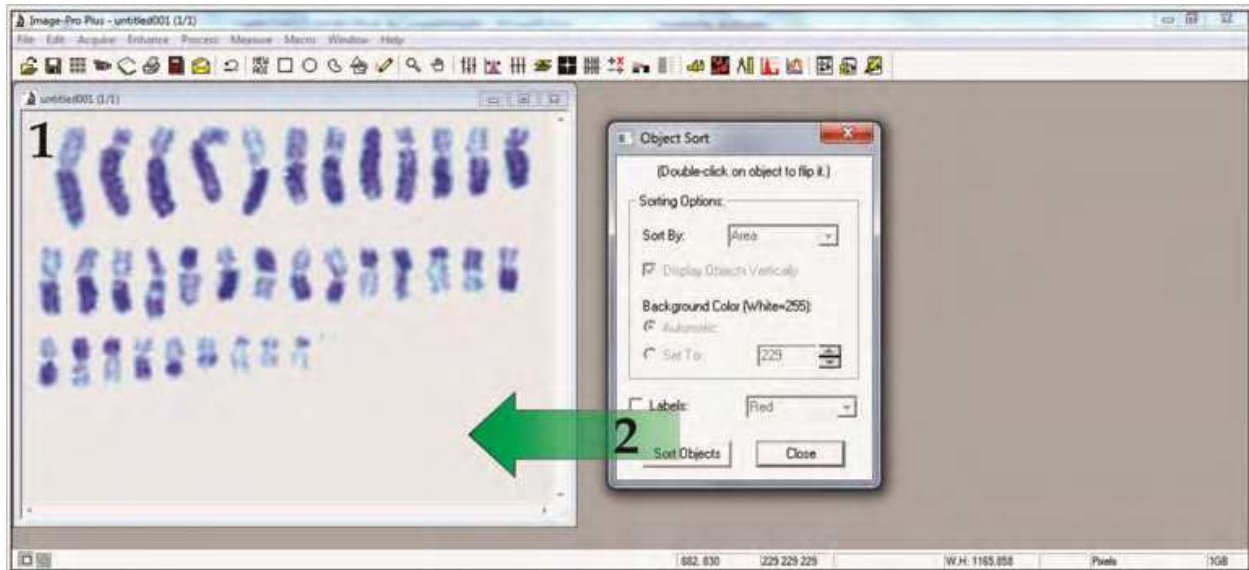 Image-Pro Plus - untitled001 (1/1)
File Edit Acquire Enhance Process Measure Macro Window Help
untitled001 (1/1)
1
Object Sort
(Double-click on object to flip it.)
Sorting Options:
Sort By: Area
Display Objects Vertically
Background Color (White=255):
Automatic
Set To: 229
Labels: Red
2
Sort Objects Close
882, 830 229 229 229 W.H: 1165,858 Pixels 1GB